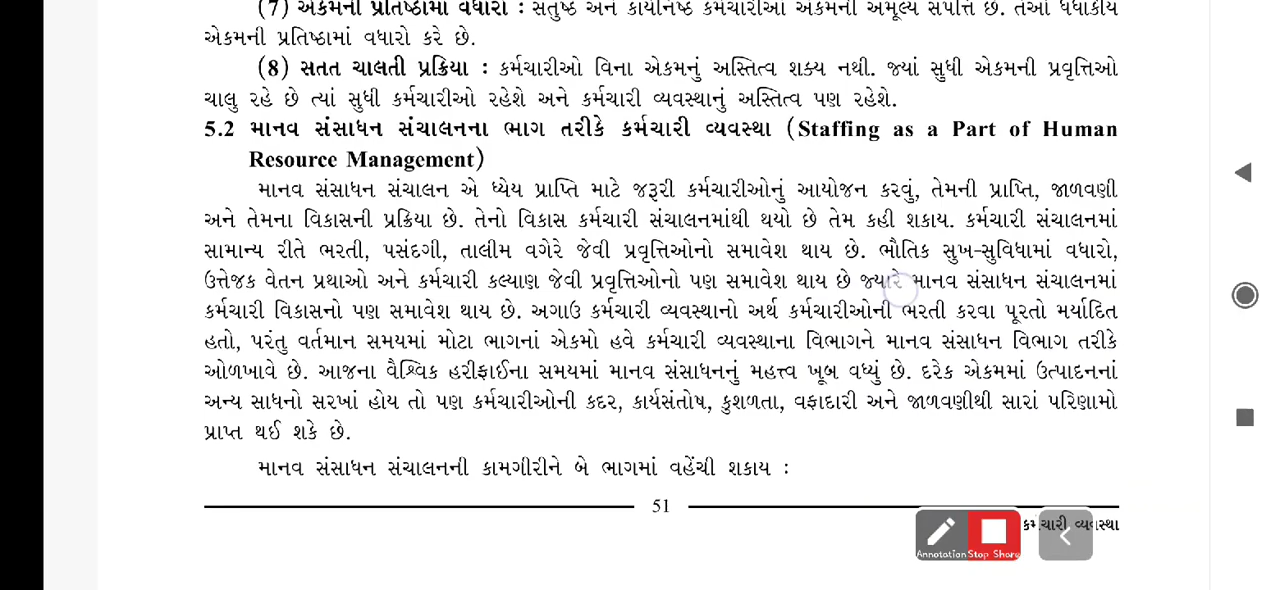 (7) એકમની પ્રતિષ્ઠામાં વધારો : સંતુષ્ટ અને કાર્યનિષ્ઠ કર્મચારીઓ એકમની અમૂલ્ય સંપત્તિ છે. તેઓ ધંધાકીય
એકમની પ્રતિષ્ઠામાં વધારો કરે છે.
(8) સતત ચાલતી પ્રક્રિયા : કર્મચારીઓ વિના એકમનું અસ્તિત્વ શક્ય નથી. જ્યાં સુધી એકમની પ્રવૃત્તિઓ
ચાલુ રહે છે ત્યાં સુધી કર્મચારીઓ રહેશે અને કર્મચારી વ્યવસ્થાનું અસ્તિત્વ પણ રહેશે.
5.2 માનવ સંસાધન સંચાલનના ભાગ તરીકે કર્મચારી વ્યવસ્થા (Staffing as a Part of Human
Resource Management)
માનવ સંસાધન સંચાલન એ ધ્યેય પ્રાપ્તિ માટે જરૂરી કર્મચારીઓનું આયોજન કરવું, તેમની પ્રાપ્તિ, જાળવણી
અને તેમના વિકાસની પ્રક્રિયા છે. તેનો વિકાસ કર્મચારી સંચાલનમાંથી થયો છે તેમ કહી શકાય. કર્મચારી સંચાલનમાં
સામાન્ય રીતે ભરતી, પસંદગી, તાલીમ વગેરે જેવી પ્રવૃત્તિઓનો સમાવેશ થાય છે. ભૌતિક સુખ-સુવિધામાં વધારો,
ઉત્તેજક વેતન પ્રથાઓ અને કર્મચારી કલ્યાણ જેવી પ્રવૃત્તિઓનો પણ સમાવેશ થાય છે જ્યારે માનવ સંસાધન સંચાલનમાં
કર્મચારી વિકાસનો પણ સમાવેશ થાય છે. અગાઉ કર્મચારી વ્યવસ્થાનો અર્થ કર્મચારીઓની ભરતી કરવા પૂરતો મર્યાદિત
હતો, પરંતુ વર્તમાન સમયમાં મોટા ભાગનાં એકમો હવે કર્મચારી વ્યવસ્થાના વિભાગને માનવ સંસાધન વિભાગ તરીકે
ઓળખાવે છે. આજના વૈશ્વિક હરીફાઈના સમયમાં માનવ સંસાધનનું મહત્ત્વ ખૂબ વધ્યું છે. દરેક એકમમાં ઉત્પાદનનાં
અન્ય સાધનો સરખાં હોય તો પણ કર્મચારીઓની કદર, કાર્યસંતોષ, કુશળતા, વફાદારી અને જાળવણીથી સારાં પરિણામો
પ્રાપ્ત થઈ શકે છે.
માનવ સંસાધન સંચાલનની કામગીરીને બે ભાગમાં વહેંચી શકાય :
51
કર્મચારી વ્યવસ્થા
Annotation Stop Share